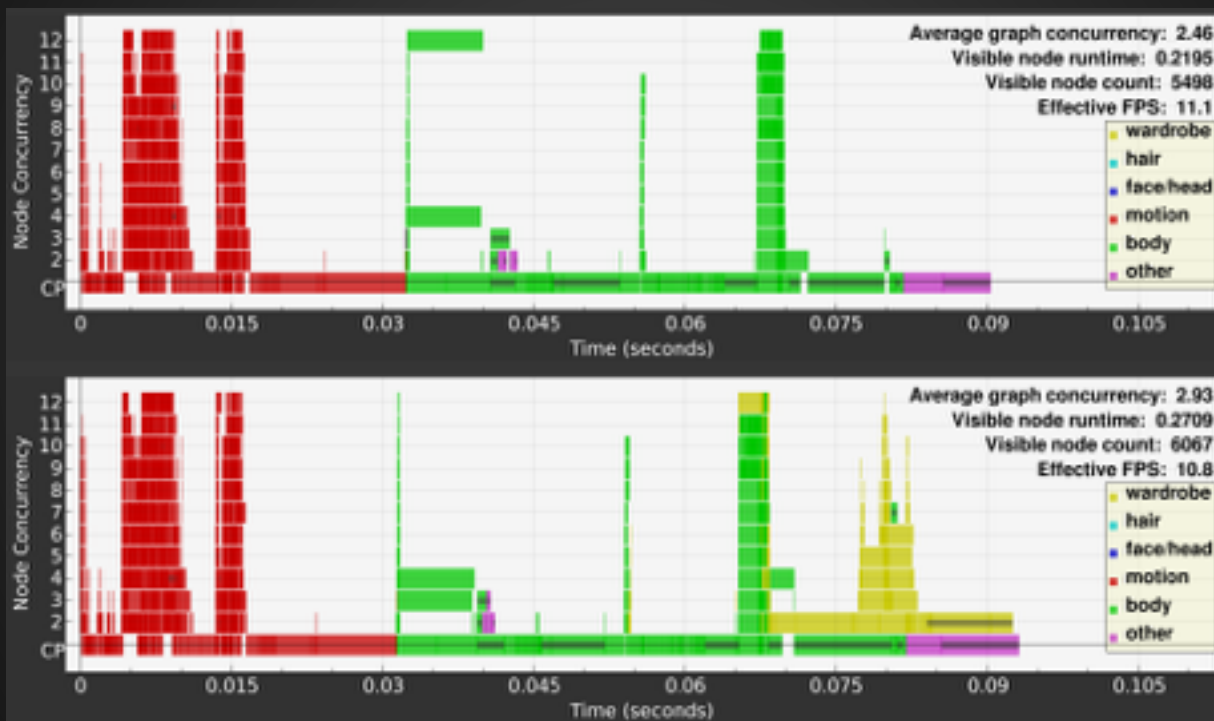 Average graph concurrency: 2.46
Visible node runtime: 0.2195
Visible node count: 5498
Effective FPS: 11.1
wardrobe
hair
face/head
motion
body
other
Node Concurrency
12
11
10
9
8
7
6
5
4
3
2
CP
0 0.015 0.03 0.045 0.06 0.075 0.09 0.105
Time (seconds)
Average graph concurrency: 2.93
Visible node runtime: 0.2709
Visible node count: 6067
Effective FPS: 10.8
wardrobe
hair
face/head
motion
body
other
Node Concurrency
12
11
10
9
8
7
6
5
4
3
2
CP
0 0.015 0.03 0.045 0.06 0.075 0.09 0.105
Time (seconds)